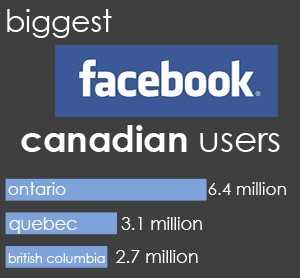 biggest
facebook®
canadian users
ontario 6.4 million
quebec 3.1 million
british columbia 2.7 million